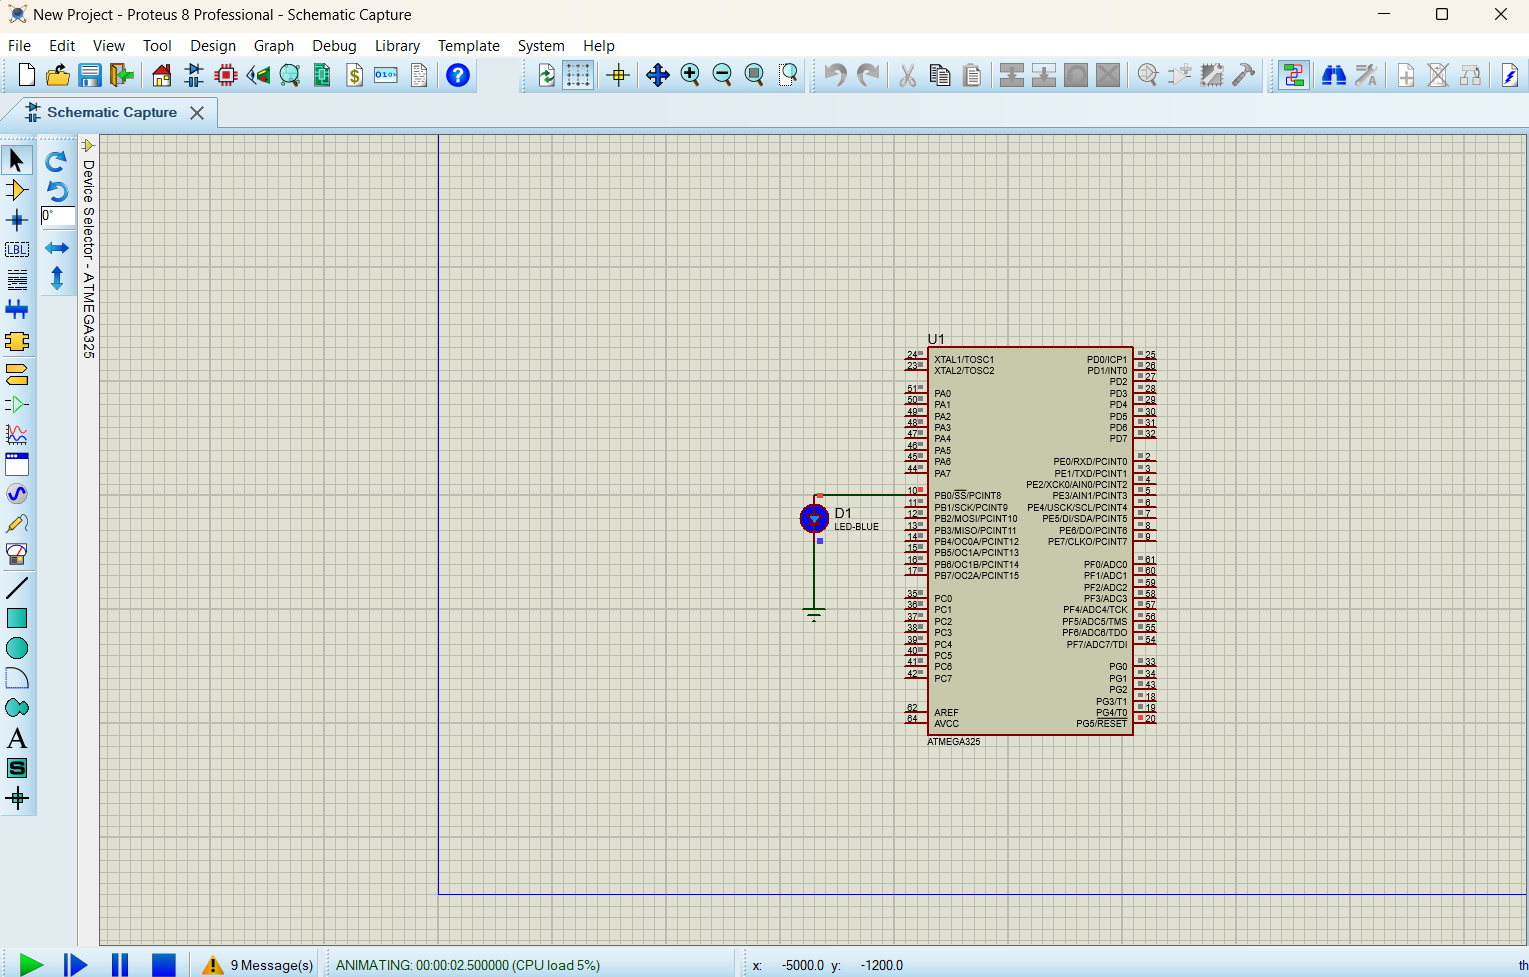 New Project - Proteus 8 Professional - Schematic Capture
File Edit View Tool Design Graph Debug Library Template System Help
Schematic Capture
0°
LBL
Device Selector - ATMEGA325
A
S
U1
24 XTAL1/TOSC1 PD0/ICP1 25
23 XTAL2/TOSC2 PD1/INT0 26
PD2 27
51 PA0 PD3 28
50 PA1 PD4 29
49 PA2 PD5 30
48 PA3 PD6 31
47 PA4 PD7 32
46 PA5
45 PA6 PE0/RXD/PCINT0 2
44 PA7 PE1/TXD/PCINT1 3
PE2/XCK0/AIN0/PCINT2 4
10 PB0/SS/PCINT8 PE3/AIN1/PCINT3 5
11 PB1/SCK/PCINT9 PE4/USCK/SCL/PCINT4 6
12 PB2/MOSI/PCINT10 PE5/DI/SDA/PCINT5 7
13 PB3/MISO/PCINT11 PE6/DO/PCINT6 8
14 PB4/OC0A/PCINT12 PE7/CLKO/PCINT7 9
15 PB5/OC1A/PCINT13
16 PB6/OC1B/PCINT14 PF0/ADC0 61
17 PB7/OC2A/PCINT15 PF1/ADC1 60
PF2/ADC2 59
35 PC0 PF3/ADC3 58
36 PC1 PF4/ADC4/TCK 57
37 PC2 PF5/ADC5/TMS 56
38 PC3 PF6/ADC6/TDO 55
39 PC4 PF7/ADC7/TDI 54
40 PC5
41 PC6 PG0 33
42 PC7 PG1 34
PG2 43
PG3/T1 18
62 AREF PG4/T0 19
64 AVCC PG5/RESET 20
ATMEGA325
D1
LED-BLUE
9 Message(s) ANIMATING: 00:00:02.500000 (CPU load 5%) x: -5000.0 y: -1200.0 th